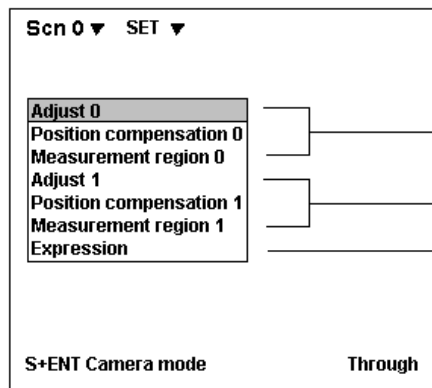 Scn 0 ▼ SET ▼
Adjust 0
Position compensation 0
Measurement region 0
Adjust 1
Position compensation 1
Measurement region 1
Expression
S+ENT Camera mode Through